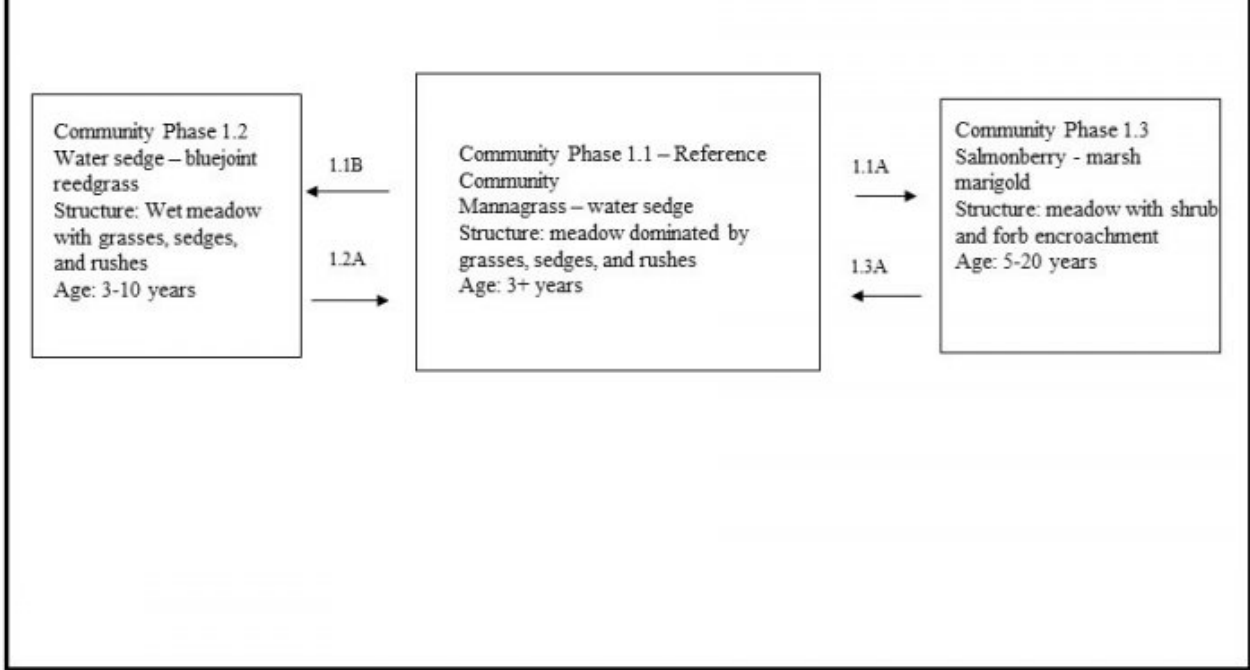 Community Phase 1.2
Water sedge – bluejoint
reedgrass
Structure: Wet meadow
with grasses, sedges,
and rushes
Age: 3-10 years
1.1B
1.2A
Community Phase 1.1 – Reference
Community
Mannagrass – water sedge
Structure: meadow dominated by
grasses, sedges, and rushes
Age: 3+ years
1.1A
1.3A
Community Phase 1.3
Salmonberry - marsh
marigold
Structure: meadow with shrub
and forb encroachment
Age: 5-20 years